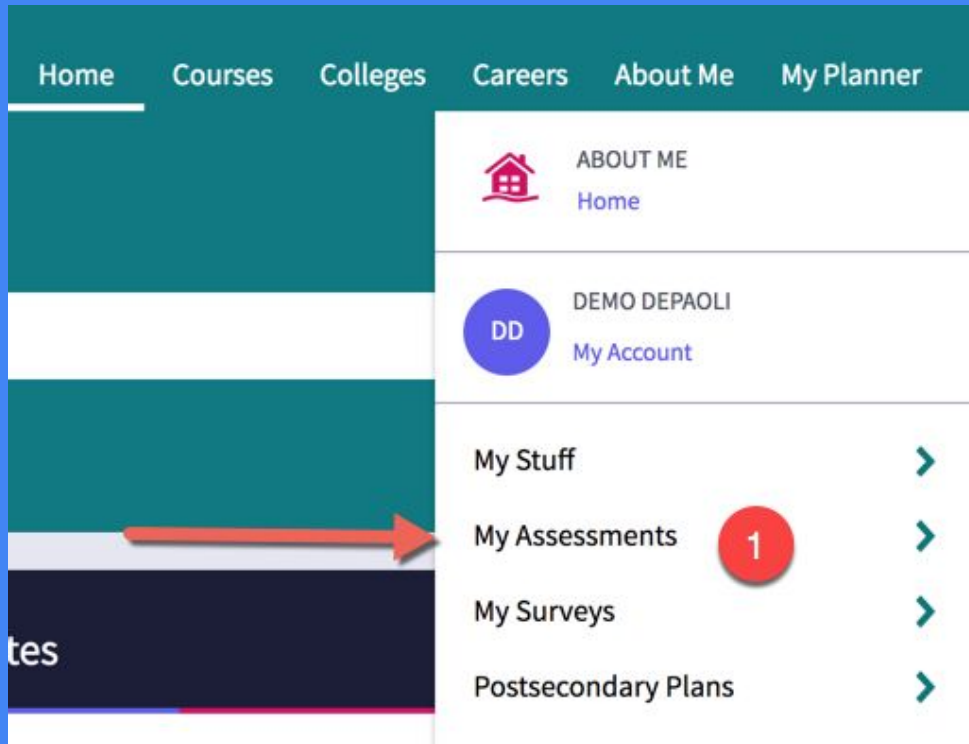 Home Courses Colleges Careers About Me My Planner
ABOUT ME
Home
DD
DEMO DEPAOLI
My Account
My Stuff
My Assessments 1
My Surveys
tes
Postsecondary Plans